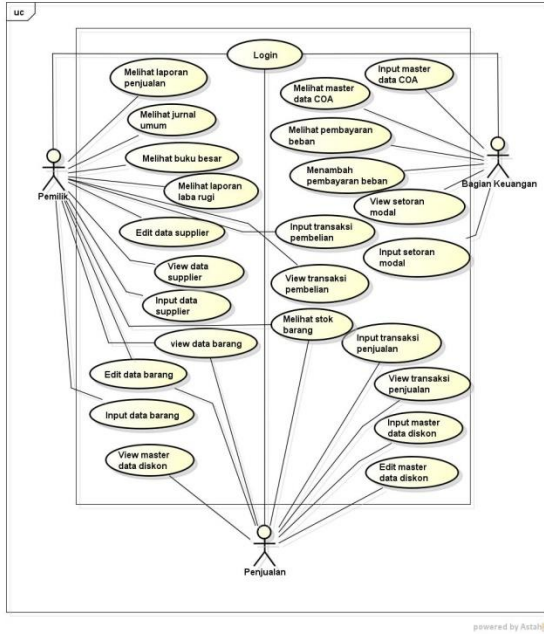 uc
Login
Melihat laporan
penjualan
Input master
data COA
Melihat master
data COA
Melihat jurnal
umum
Melihat pembayaran
beban
Melihat buku besar
Menambah
pembayaran beban
Pemilik
Bagian Keuangan
Melihat laporan
laba rugi
View setoran
modal
Edit data supplier
Input transaksi
pembelian
Input setoran
modal
View data
supplier
View transaksi
pembelian
Input data
supplier
Melihat stok
barang
view data barang
Input transaksi
penjualan
Edit data barang
View transaksi
penjualan
Input data barang
Input master
data diskon
View master
data diskon
Edit master
data diskon
Penjualan
powered by Astah